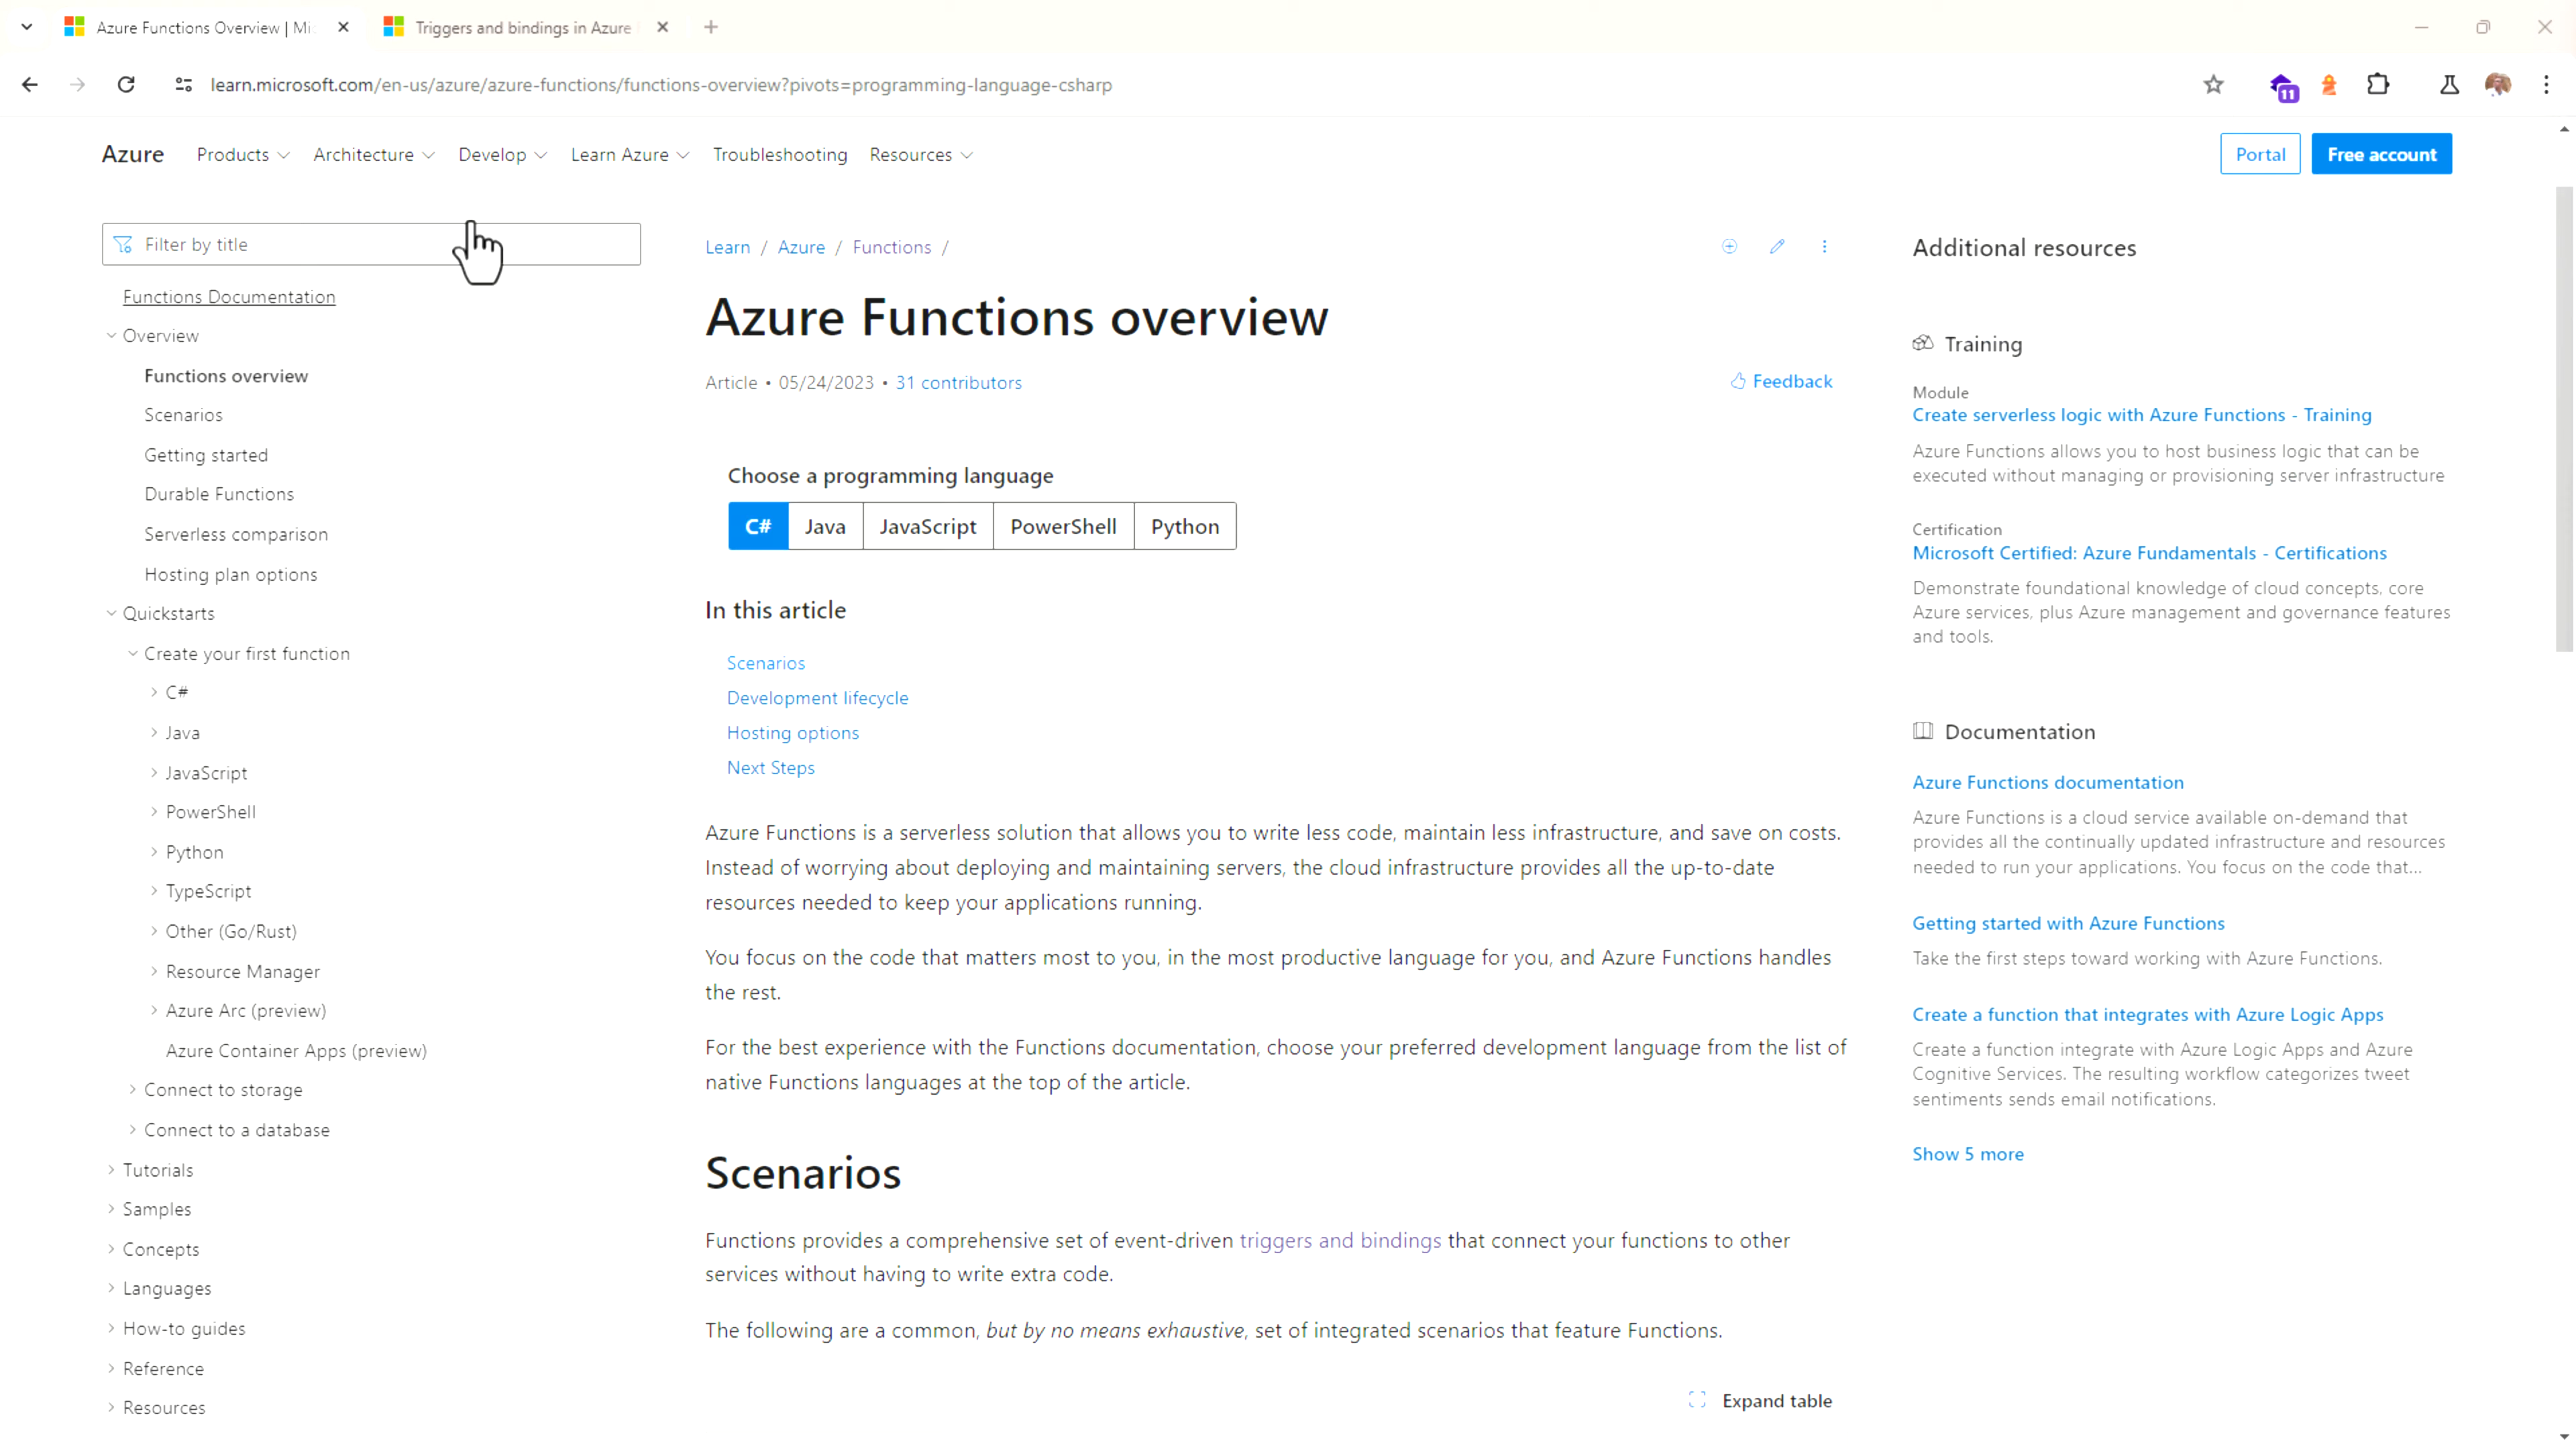 Azure Functions Overview | Mi
Triggers and bindings in Azure
learn.microsoft.com/en-us/azure/azure-functions/functions-overview?pivots=programming-language-csharp
11
Azure
Products
Architecture
Develop
Learn Azure
Troubleshooting
Resources
Portal
Free account
Filter by title
Functions Documentation
Overview
Functions overview
Scenarios
Getting started
Durable Functions
Serverless comparison
Hosting plan options
Quickstarts
Create your first function
C#
Java
JavaScript
PowerShell
Python
TypeScript
Other (Go/Rust)
Resource Manager
Azure Arc (preview)
Azure Container Apps (preview)
Connect to storage
Connect to a database
Tutorials
Samples
Concepts
Languages
How-to guides
Reference
Resources
Learn / Azure / Functions /
Azure Functions overview
Article • 05/24/2023 • 31 contributors
Feedback
Choose a programming language
C# Java JavaScript PowerShell Python
In this article
Scenarios
Development lifecycle
Hosting options
Next Steps
Azure Functions is a serverless solution that allows you to write less code, maintain less infrastructure, and save on costs.
Instead of worrying about deploying and maintaining servers, the cloud infrastructure provides all the up-to-date
resources needed to keep your applications running.
You focus on the code that matters most to you, in the most productive language for you, and Azure Functions handles
the rest.
For the best experience with the Functions documentation, choose your preferred development language from the list of
native Functions languages at the top of the article.
Scenarios
Functions provides a comprehensive set of event-driven triggers and bindings that connect your functions to other
services without having to write extra code.
The following are a common, but by no means exhaustive, set of integrated scenarios that feature Functions.
Expand table
Additional resources
Training
Module
Create serverless logic with Azure Functions - Training
Azure Functions allows you to host business logic that can be
executed without managing or provisioning server infrastructure
Certification
Microsoft Certified: Azure Fundamentals - Certifications
Demonstrate foundational knowledge of cloud concepts, core
Azure services, plus Azure management and governance features
and tools.
Documentation
Azure Functions documentation
Azure Functions is a cloud service available on-demand that
provides all the continually updated infrastructure and resources
needed to run your applications. You focus on the code that...
Getting started with Azure Functions
Take the first steps toward working with Azure Functions.
Create a function that integrates with Azure Logic Apps
Create a function integrate with Azure Logic Apps and Azure
Cognitive Services. The resulting workflow categorizes tweet
sentiments sends email notifications.
Show 5 more